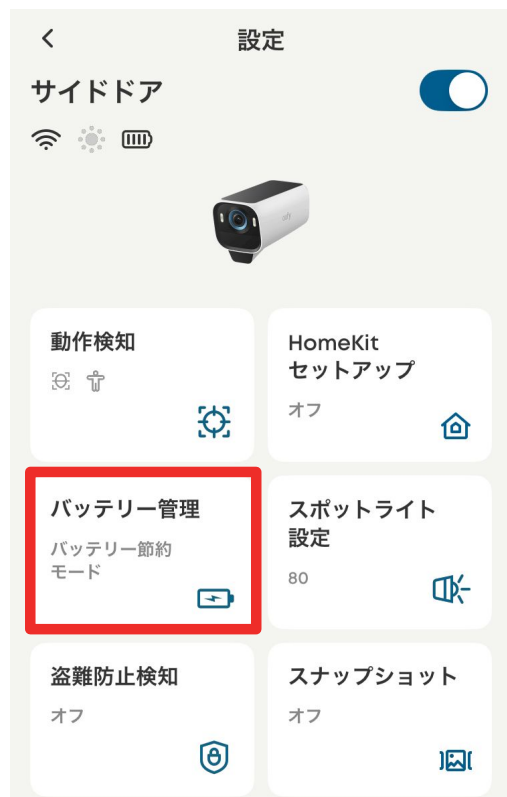 設定
サイドドア
eufy
動作検知
HomeKit
セットアップ
オフ
バッテリー管理
バッテリー節約
モード
スポットライト
設定
80
盗難防止検知
オフ
スナップショット
オフ